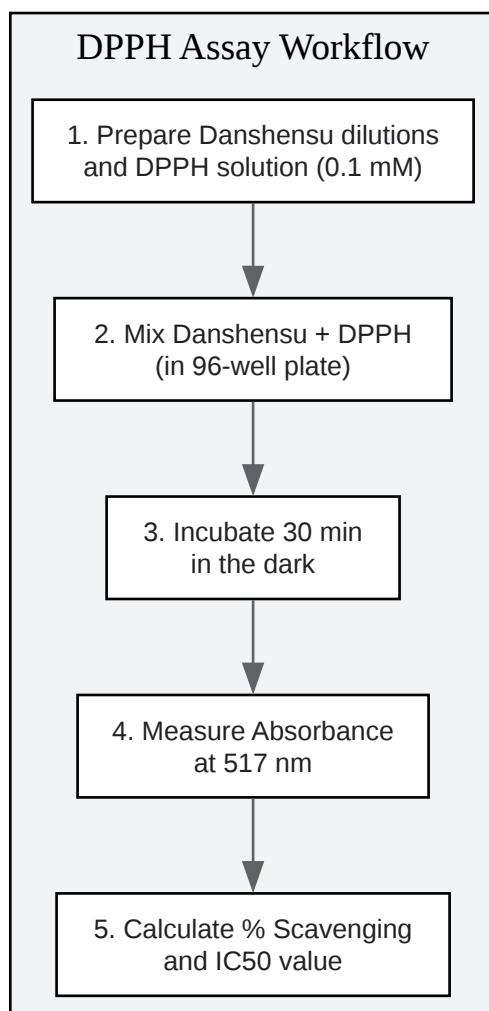 DPPH Assay Workflow
1. Prepare Danshensu dilutions
and DPPH solution (0.1 mM)
2. Mix Danshensu + DPPH
(in 96-well plate)
3. Incubate 30 min
in the dark
4. Measure Absorbance
at 517 nm
5. Calculate % Scavenging
and IC50 value